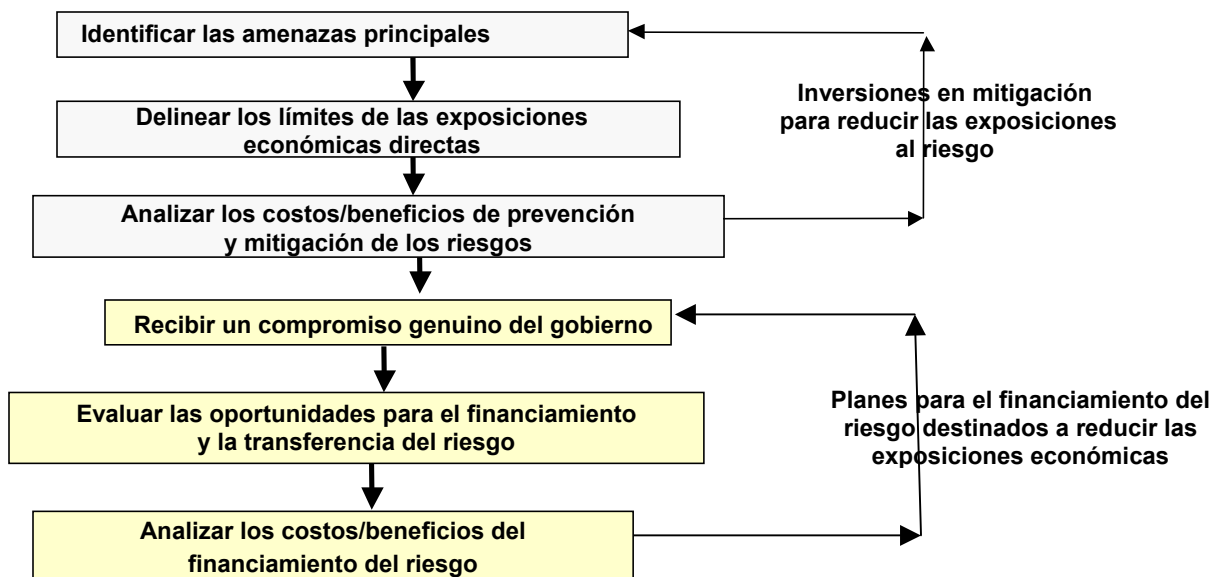 Identificar las amenazas principales
Delinear los límites de las exposiciones
económicas directas
Analizar los costos/beneficios de prevención
y mitigación de los riesgos
Inversiones en mitigación
para reducir las exposiciones
al riesgo
Recibir un compromiso genuino del gobierno
Evaluar las oportunidades para el financiamiento
y la transferencia del riesgo
Analizar los costos/beneficios del
financiamiento del riesgo
Planes para el financiamiento del
riesgo destinados a reducir las
exposiciones económicas